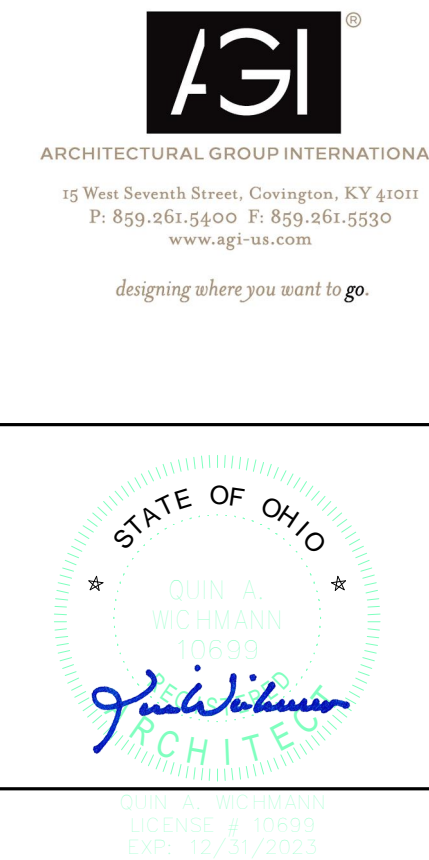 AGI®
ARCHITECTURAL GROUP INTERNATIONA
15 West Seventh Street, Covington, KY 41011
P: 859.261.5400 F: 859.261.5530
www.agi-us.com
designing where you want to go.
STATE OF OHIO
QUIN A.
WICHMANN
10699
REGISTERED
ARCHITECT
QUIN A. WICHMANN
LICENSE # 10699
EXP: 12/31/2023